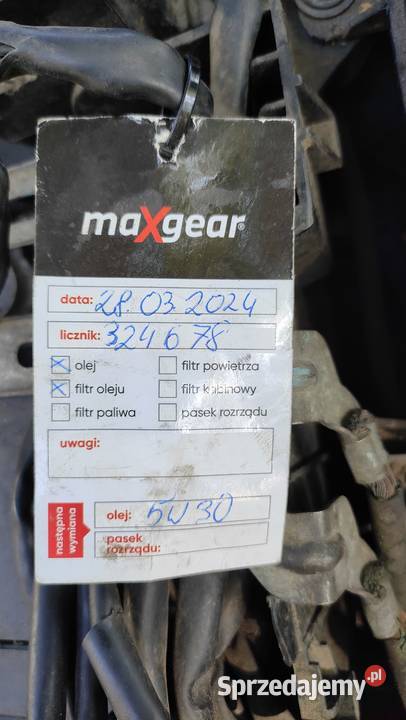 maxgear
data: 28.03.2024
licznik: 324678
olej
filtr powietrza
filtr oleju
filtr kabinowy
filtr paliwa
pasek rozrządu
uwagi:
następna wymiana
olej: 5W30
pasek rozrządu:
Sprzedajemy.pl